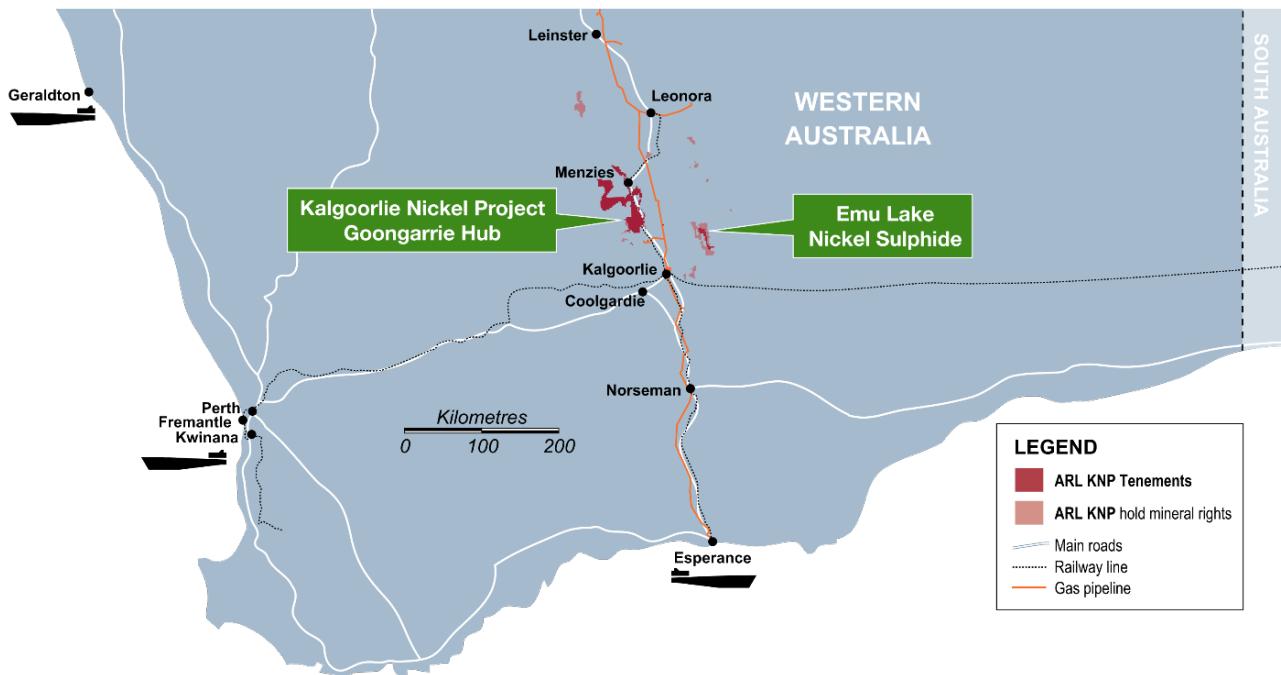 Leinster
Geraldton
Leonora
WESTERN
AUSTRALIA
SOUTH AUSTRALIA
Menzies
Kalgoorlie Nickel Project
Goongarrie Hub
Emu Lake
Nickel Sulphide
Kalgoorlie
Coolgardie
Norseman
Perth
Fremantle
Kwinana
Kilometres
0 100 200
Esperance
LEGEND
ARL KNP Tenements
ARL KNP hold mineral rights
Main roads
Railway line
Gas pipeline